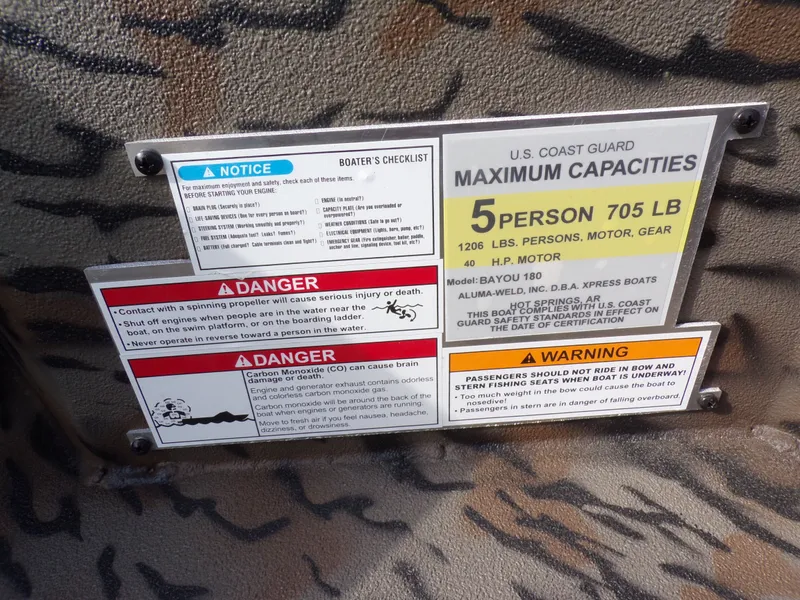 NOTICE
BOATER'S CHECKLIST
For maximum enjoyment and safety, check each of these items.
BEFORE STARTING YOUR ENGINE:
DRAIN PLUG (Securely in place?)
LIFE SAVING DEVICES (One for every person on board?)
STEERING SYSTEM (Working smoothly and properly?)
FUEL SYSTEM (Adequate fuel? Leaks? Fumes?)
BATTERY (Full charged? Cable terminals clean and tight?)
ENGINE (In neutral?)
CAPACITY PLATE (Are you overloaded or
overpowered?)
WEATHER CONDITIONS (Safe to go out?)
ELECTRICAL EQUIPMENT (Lights, horn, pump, etc?)
EMERGENCY GEAR (Fire extinguisher, bailer, paddle,
anchor and line, signaling device, tool kit, etc?)
DANGER
• Contact with a spinning propeller will cause serious injury or death.
• Shut off engines when people are in the water near the
boat, on the swim platform, or on the boarding ladder.
• Never operate in reverse toward a person in the water.
DANGER
Carbon Monoxide (CO) can cause brain
damage or death.
Engine and generator exhaust contains odorless
and colorless carbon monoxide gas.
Carbon monoxide will be around the back of the
boat when engines or generators are running.
Move to fresh air if you feel nausea, headache,
dizziness, or drowsiness.
U.S. COAST GUARD
MAXIMUM CAPACITIES
5 PERSON 705 LB
1206 LBS. PERSONS, MOTOR, GEAR
40 H.P. MOTOR
Model: BAYOU 180
ALUMA-WELD, INC. D.B.A. XPRESS BOATS
HOT SPRINGS, AR
THIS BOAT COMPLIES WITH U.S. COAST
GUARD SAFETY STANDARDS IN EFFECT ON
THE DATE OF CERTIFICATION
WARNING
PASSENGERS SHOULD NOT RIDE IN BOW AND
STERN FISHING SEATS WHEN BOAT IS UNDERWAY!
• Too much weight in the bow could cause the boat to
nosedive!
• Passengers in stern are in danger of falling overboard.